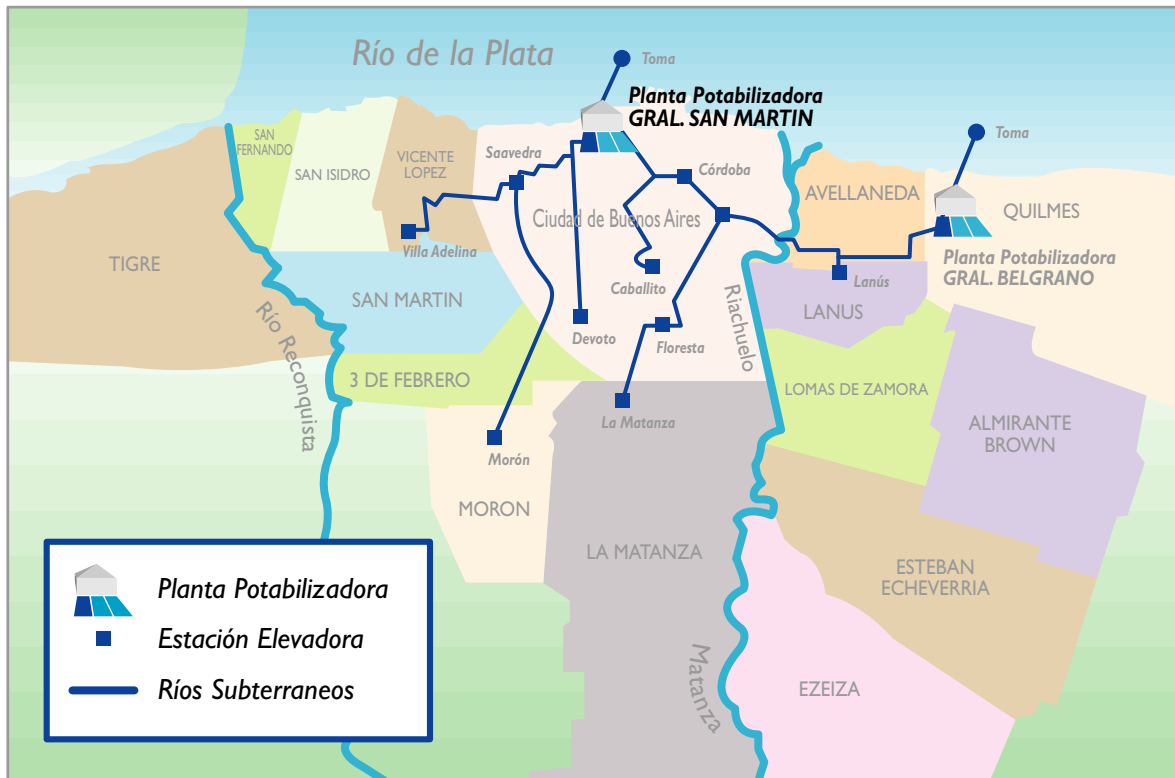 Río de la Plata
Toma
Planta Potabilizadora
GRAL. SAN MARTIN
Toma
SAN
FERNANDO
SAN ISIDRO
VICENTE
LOPEZ
Saavedra
Córdoba
AVELLANEDA
QUILMES
Ciudad de Buenos Aires
Villa Adelina
TIGRE
Planta Potabilizadora
GRAL. BELGRANO
Caballito
Lanús
SAN MARTIN
LANUS
Riachuelo
Río Reconquista
Devoto
Floresta
3 DE FEBRERO
LOMAS DE ZAMORA
La Matanza
ALMIRANTE
BROWN
Morón
MORON
LA MATANZA
ESTEBAN
ECHEVERRIA
Matanza
EZEIZA
Planta Potabilizadora
Estación Elevadora
Ríos Subterraneos